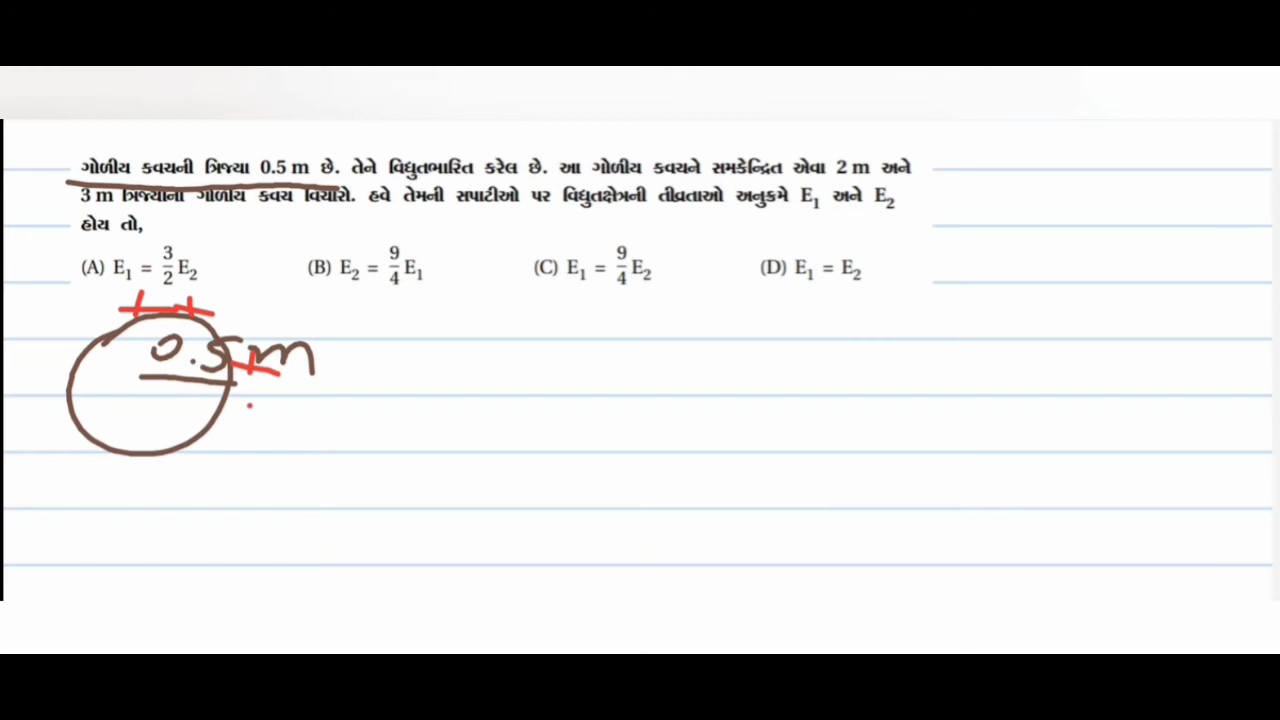 ગોળીય કવચની ત્રિજ્યા 0.5 m છે. તેને વિદ્યુતભારિત કરેલ છે. આ ગોળીય કવચને સમકેન્દ્રિત એવા 2 m અને
3 m ત્રિજ્યાના ગોળીય કવચ વિચારો. હવે તેમની સપાટીઓ પર વિદ્યુતક્ષેત્રની તીવ્રતાઓ અનુક્રમે E₁ અને E₂
હોય તો,
(A) E₁ = 3/2 E₂ (B) E₂ = 9/4 E₁ (C) E₁ = 9/4 E₂ (D) E₁ = E₂
0.5 m